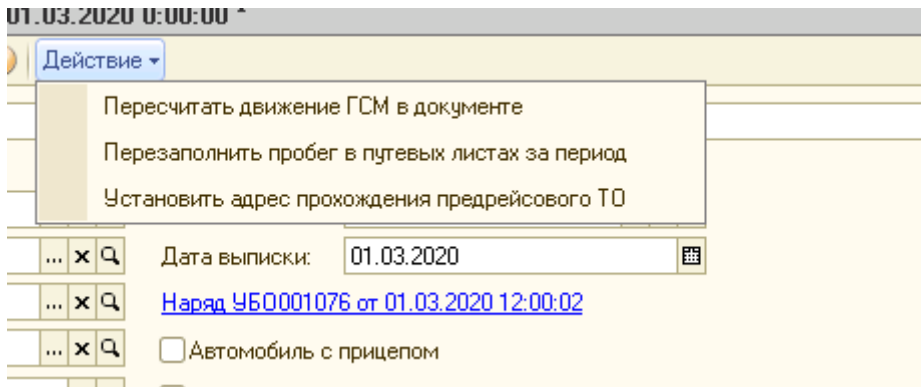 01.03.2020 0:00:00 *
Действие
Пересчитать движение ГСМ в документе
Перезаполнить пробег в путевых листах за период
Установить адрес прохождения предрейсового ТО
... x
Дата выписки: 01.03.2020
... x
Наряд УБО001076 от 01.03.2020 12:00:02
... x
Автомобиль с прицепом